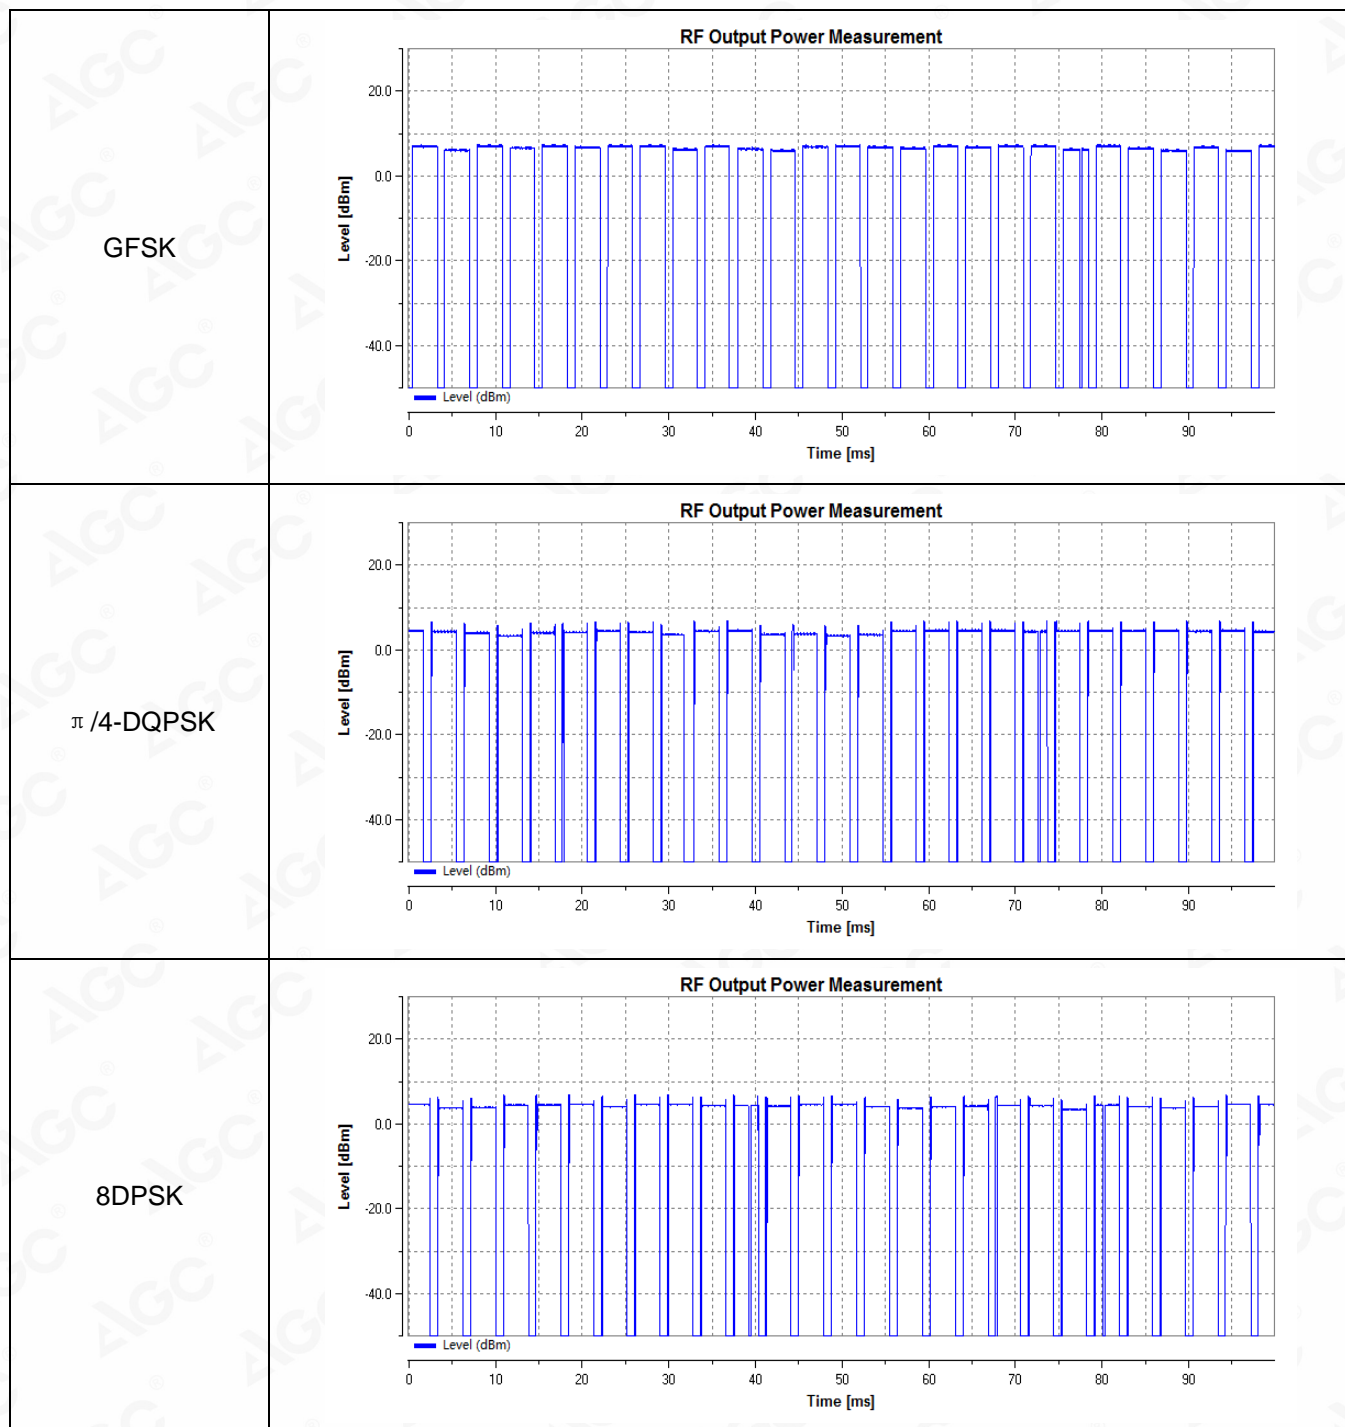 GFSK
RF Output Power Measurement
20.0
0.0
-20.0
-40.0
Level [dBm]
Level (dBm)
0 10 20 30 40 50 60 70 80 90
Time [ms]
π/4-DQPSK
RF Output Power Measurement
20.0
0.0
-20.0
-40.0
Level [dBm]
Level (dBm)
0 10 20 30 40 50 60 70 80 90
Time [ms]
8DPSK
RF Output Power Measurement
20.0
0.0
-20.0
-40.0
Level [dBm]
Level (dBm)
0 10 20 30 40 50 60 70 80 90
Time [ms]
AGC